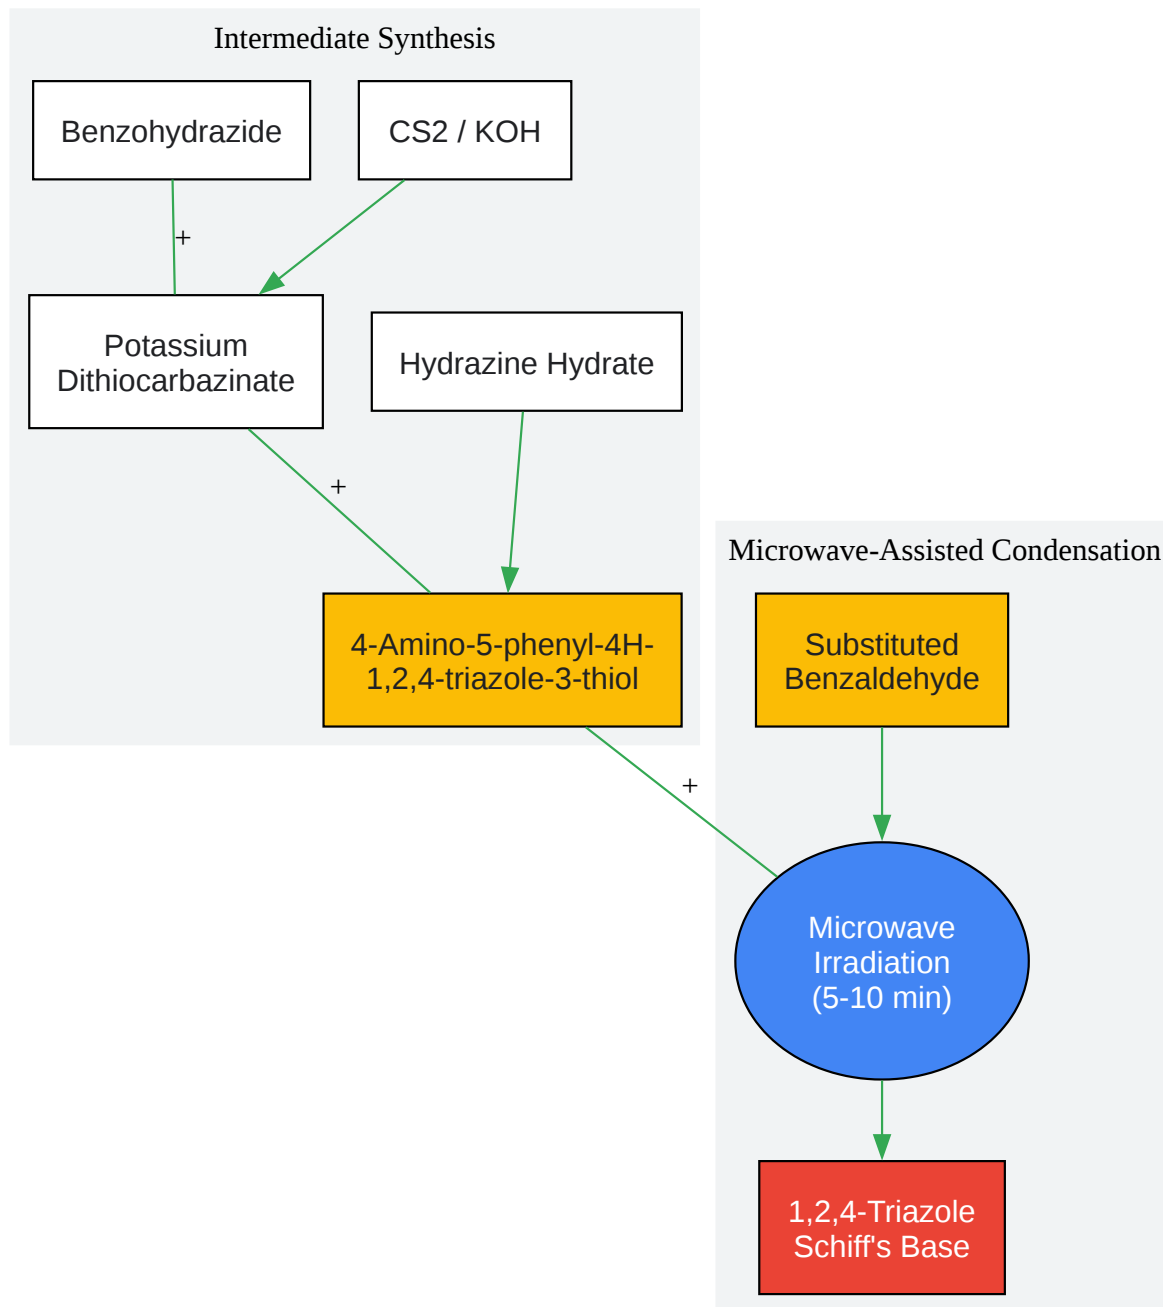 Intermediate Synthesis
Benzohydrazide
CS2 / KOH
+
Potassium
Dithiocarbazinate
Hydrazine Hydrate
+
4-Amino-5-phenyl-4H-
1,2,4-triazole-3-thiol
Microwave-Assisted Condensation
Substituted
Benzaldehyde
+
Microwave
Irradiation
(5-10 min)
1,2,4-Triazole
Schiff's Base